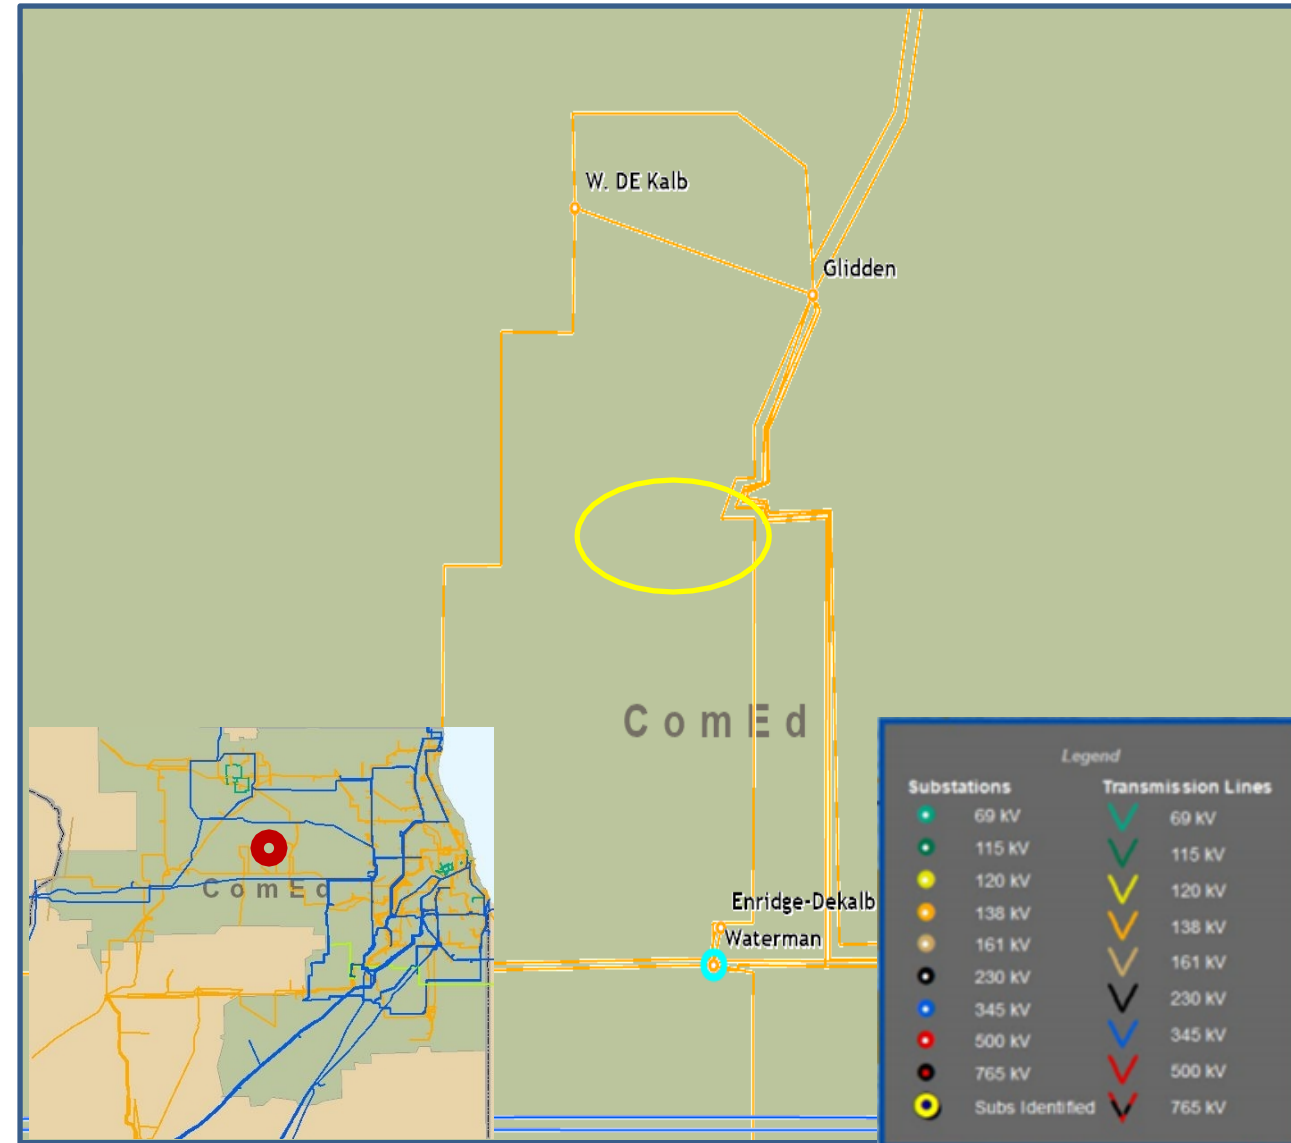 W. DE Kalb
Glidden
ComEd
Enridge-Dekalb
Waterman
ComEd
Legend
Substations Transmission Lines
69 kV 69 kV
115 kV 115 kV
120 kV 120 kV
138 kV 138 kV
161 kV 161 kV
230 kV 230 kV
345 kV 345 kV
500 kV 500 kV
765 kV 765 kV
Subs Identified